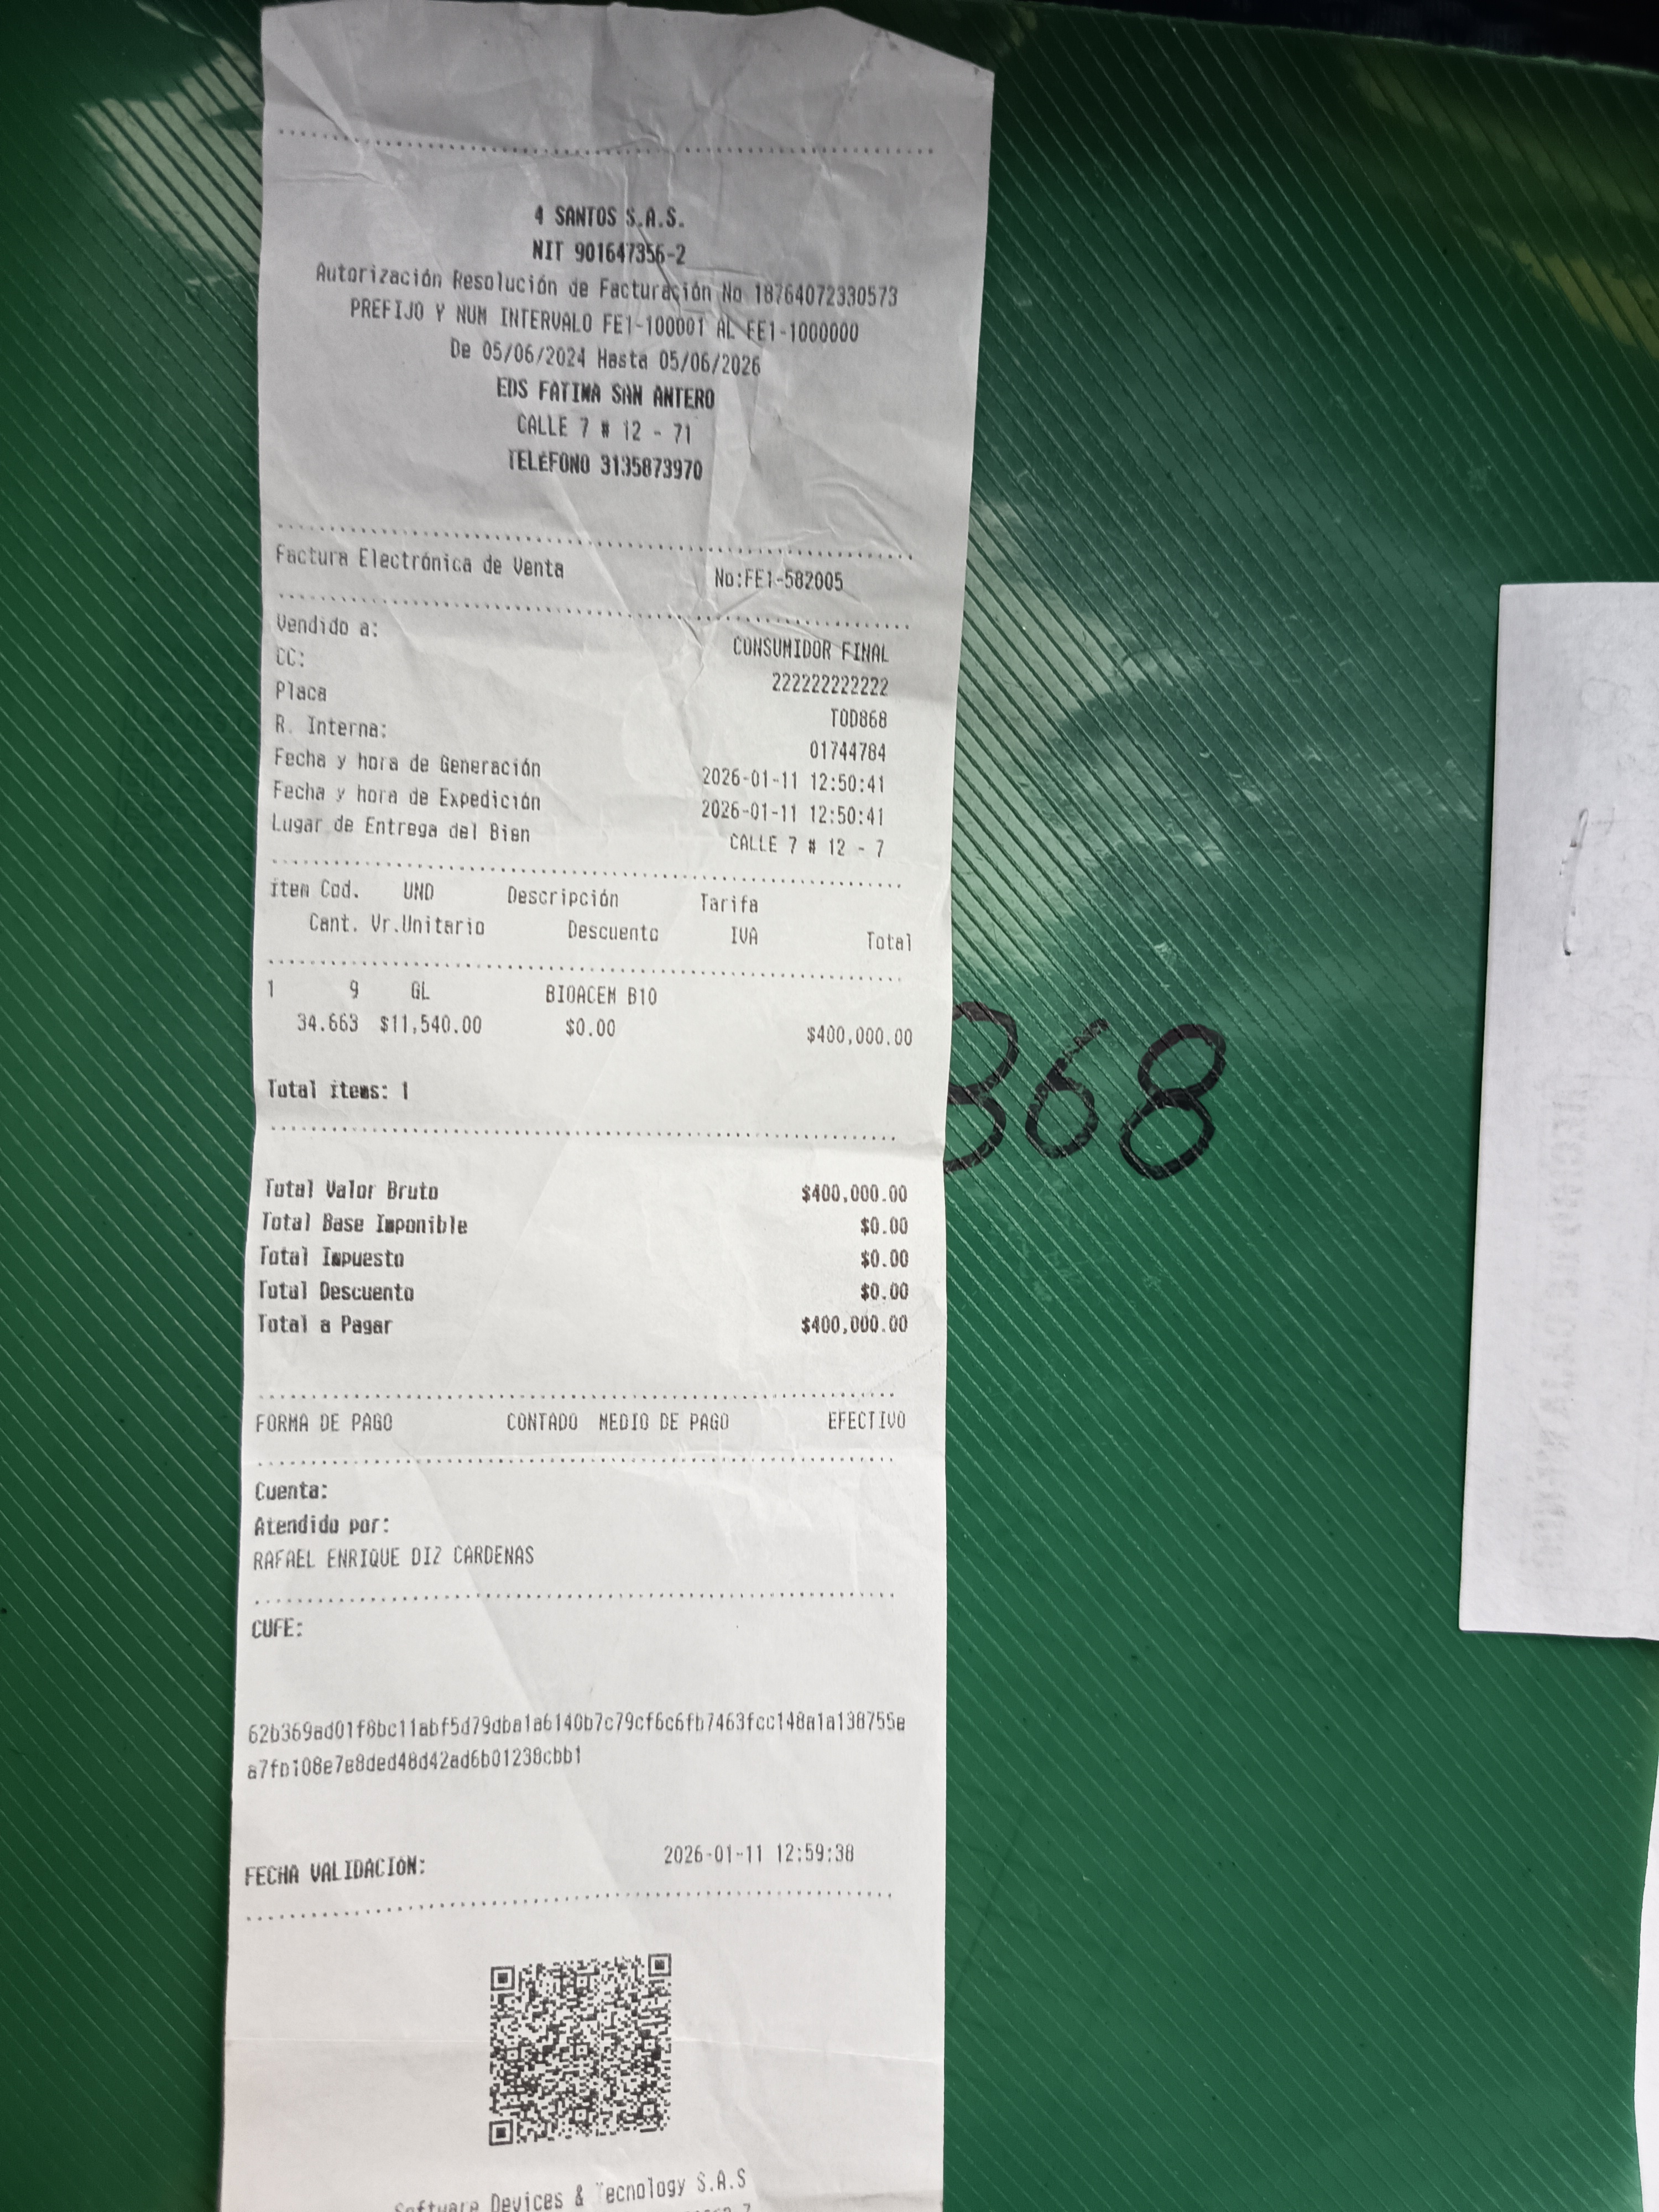 4 SANTOS S.A.S.
NIT 901647356-2
Autorización Resolución de Facturación No 18764072330573
PREFIJO Y NUM INTERVALO FE1-100001 AL FE1-1000000
De 05/06/2024 Hasta 05/06/2026
EDS FATIMA SAN ANTERO
CALLE 7 # 12 - 71
TELEFONO 3135873970
Factura Electrónica de Venta No:FE1-582005
Vendido a: CONSUMIDOR FINAL
CC: 222222222222
Placa TOD868
R. Interna: 01744784
Fecha y hora de Generación 2026-01-11 12:50:41
Fecha y hora de Expedición 2026-01-11 12:50:41
Lugar de Entrega del Bien CALLE 7 # 12 - 7
item Cod. UND Descripción Tarifa
Cant. Vr.Unitario Descuento IVA Total
1 9 GL BIOACEM B10
34.663 $11,540.00 $0.00 $400,000.00
Total items: 1
Total Valor Bruto $400,000.00
Total Base Imponible $0.00
Total Impuesto $0.00
Total Descuento $0.00
Total a Pagar $400,000.00
FORMA DE PAGO CONTADO MEDIO DE PAGO EFECTIVO
Cuenta:
Atendido por:
RAFAEL ENRIQUE DIZ CARDENAS
CUFE:
62b369ad01f8bc11abf5d79dba1a6140b7c79cf6c6fb7463fcc148a1a138755e
a7fb108e7e8ded48d42ad6b01238cbb1
FECHA VALIDACION: 2026-01-11 12:59:38
Software Devices & Tecnology S.A.S
868